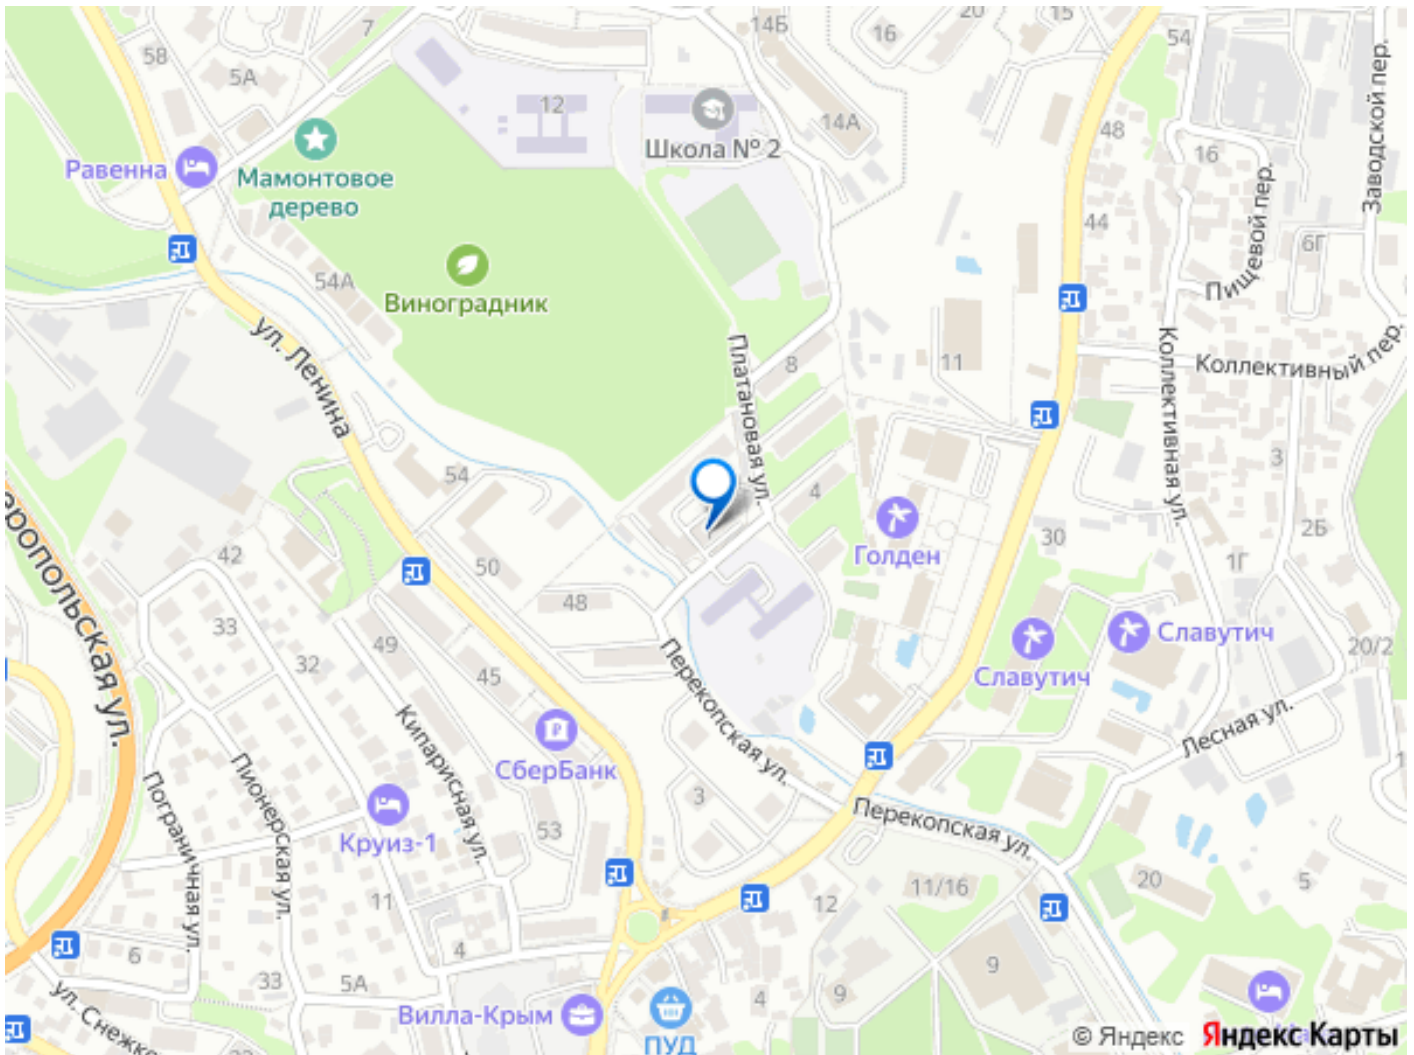 7
14Б
16
20
15
54
58
5А
12
14А
48
Школа № 2
Равенна
Мамонтовое
дерево
16
Заводской пер.
Пищевой пер.
44
6Г
54А
Виноградник
ул. Ленина
Платановая ул.
8
11
Коллективный пер.
Коллективная ул.
3
54
4
Голден
30
2Б
1Г
42
50
48
33
32
49
45
Перекопская ул.
Славутич
Славутич
20/2
Лесная ул.
Кипарисная ул.
СберБанк
Пионерская ул.
Пограничная ул.
Круиз-1
3
53
Перекопская ул.
11
11/16
20
5
12
6
33
5А
4
9
9
4
ул.
Вилла-Крым
ПУД
33
© Яндекс Яндекс Карты